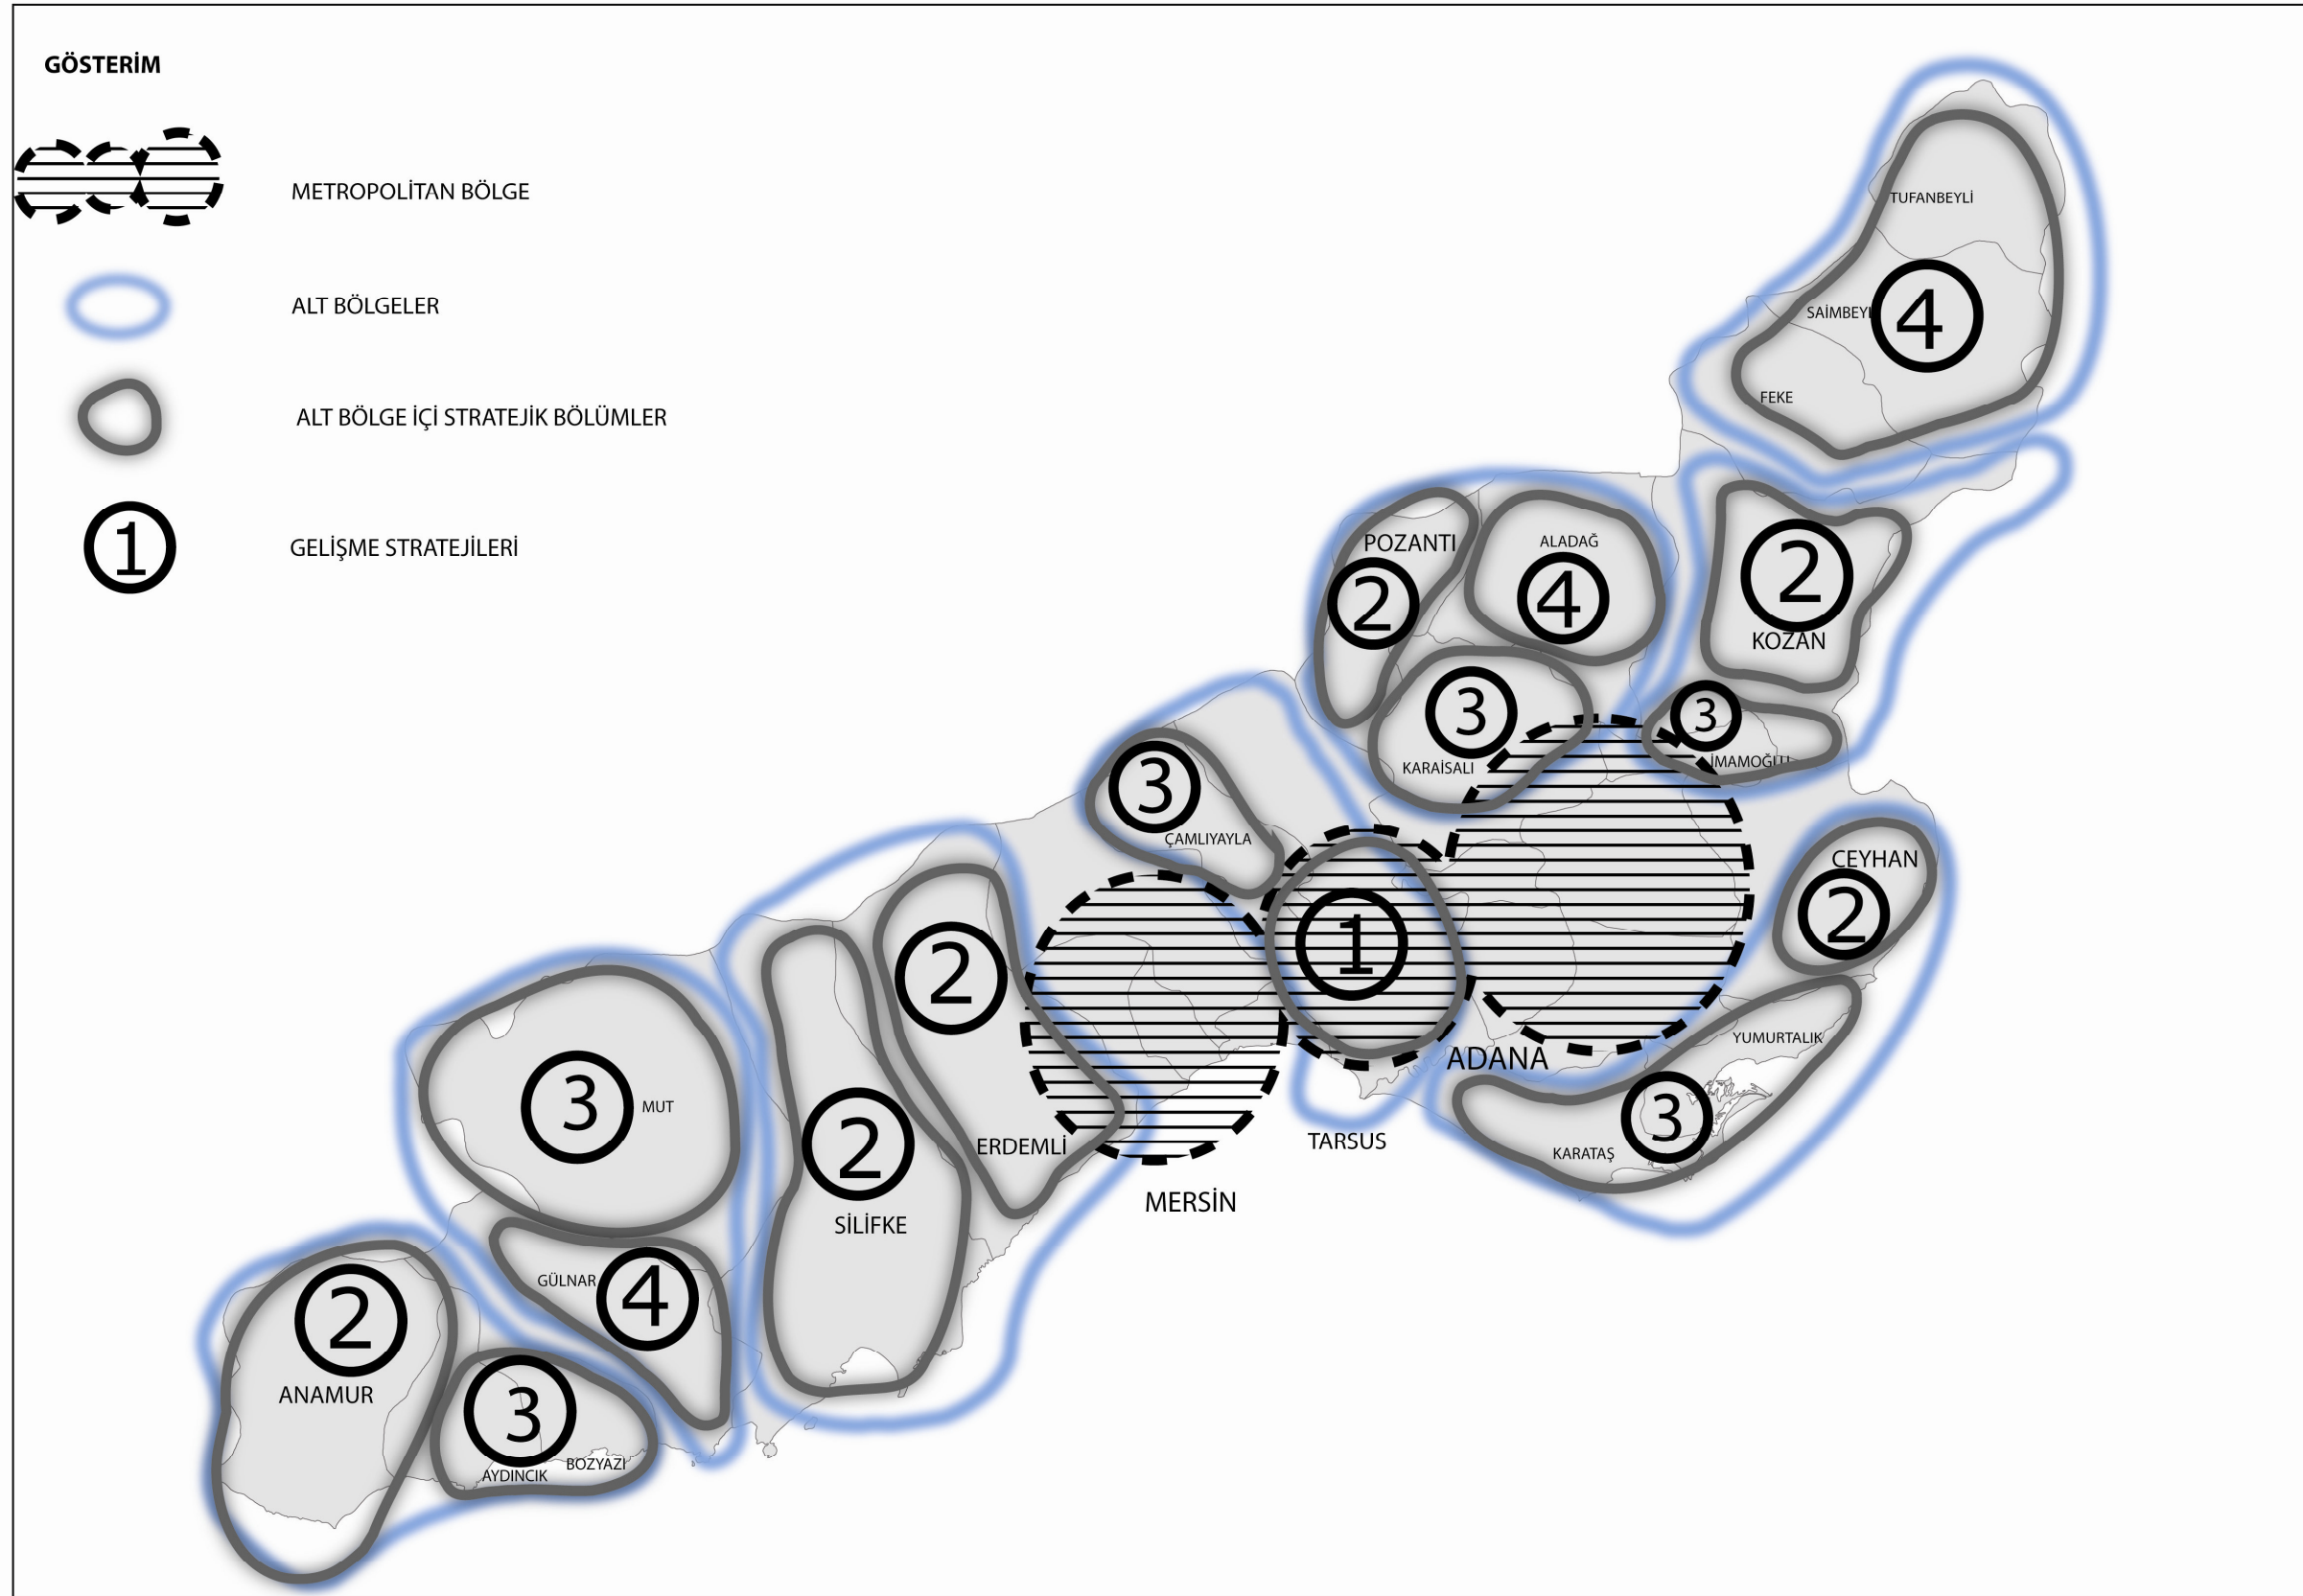 GÖSTERİM
METROPOLİTAN BÖLGE
ALT BÖLGELER
ALT BÖLGE İÇİ STRATEJİK BÖLÜMLER
1
GELİŞME STRATEJİLERİ
TUFANBEYLİ
SAİMBEYL
4
FEKE
POZANTI
2
ALADAĞ
4
2
KOZAN
3
KARAİSALI
3
İMAMOĞLU
3
ÇAMLIYAYLA
CEYHAN
2
1
2
ERDEMLİ
YUMURTALIK
ADANA
3
KARATAŞ
TARSUS
MERSİN
3
MUT
2
SİLİFKE
GÜLNAR
4
2
ANAMUR
3
AYDINCIK
BOZYAZI